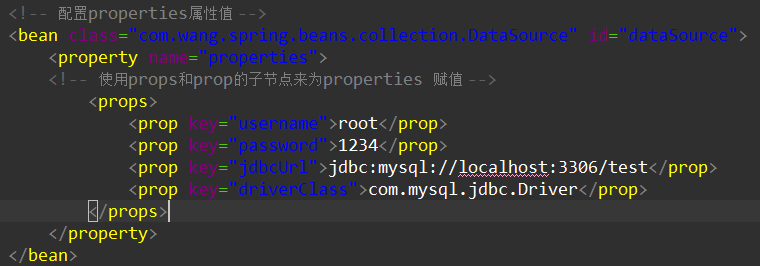 <!-- 配置properties属性值 -->
<bean class="com.wang.spring.beans.collection.DataSource" id="dataSource">
<property name="properties">
<!-- 使用props和prop的子节点来为properties 赋值 -->
<props>
<prop key="username">root</prop>
<prop key="password">1234</prop>
<prop key="jdbcUrl">jdbc:mysql://localhost:3306/test</prop>
<prop key="driverClass">com.mysql.jdbc.Driver</prop>
</props>
</property>
</bean>